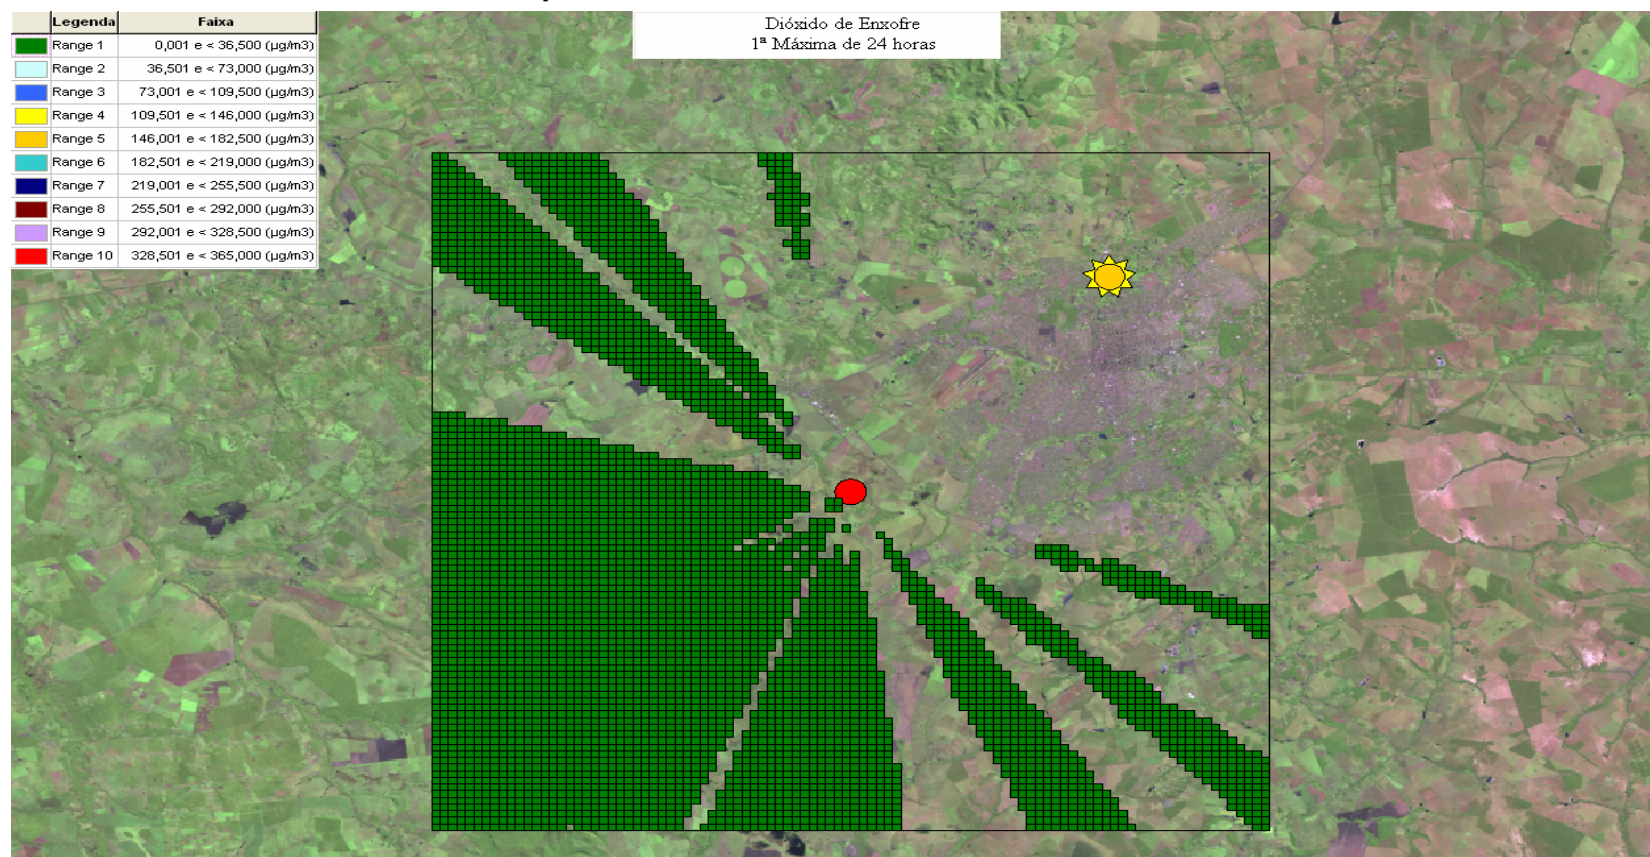 Legenda Faixa
Range 1 0,001 e < 36,500 (µg/m3)
Range 2 36,501 e < 73,000 (µg/m3)
Range 3 73,001 e < 109,500 (µg/m3)
Range 4 109,501 e < 146,000 (µg/m3)
Range 5 146,001 e < 182,500 (µg/m3)
Range 6 182,501 e < 219,000 (µg/m3)
Range 7 219,001 e < 255,500 (µg/m3)
Range 8 255,501 e < 292,000 (µg/m3)
Range 9 292,001 e < 328,500 (µg/m3)
Range 10 328,501 e < 365,000 (µg/m3)
Dióxido de Enxofre
1ª Máxima de 24 horas